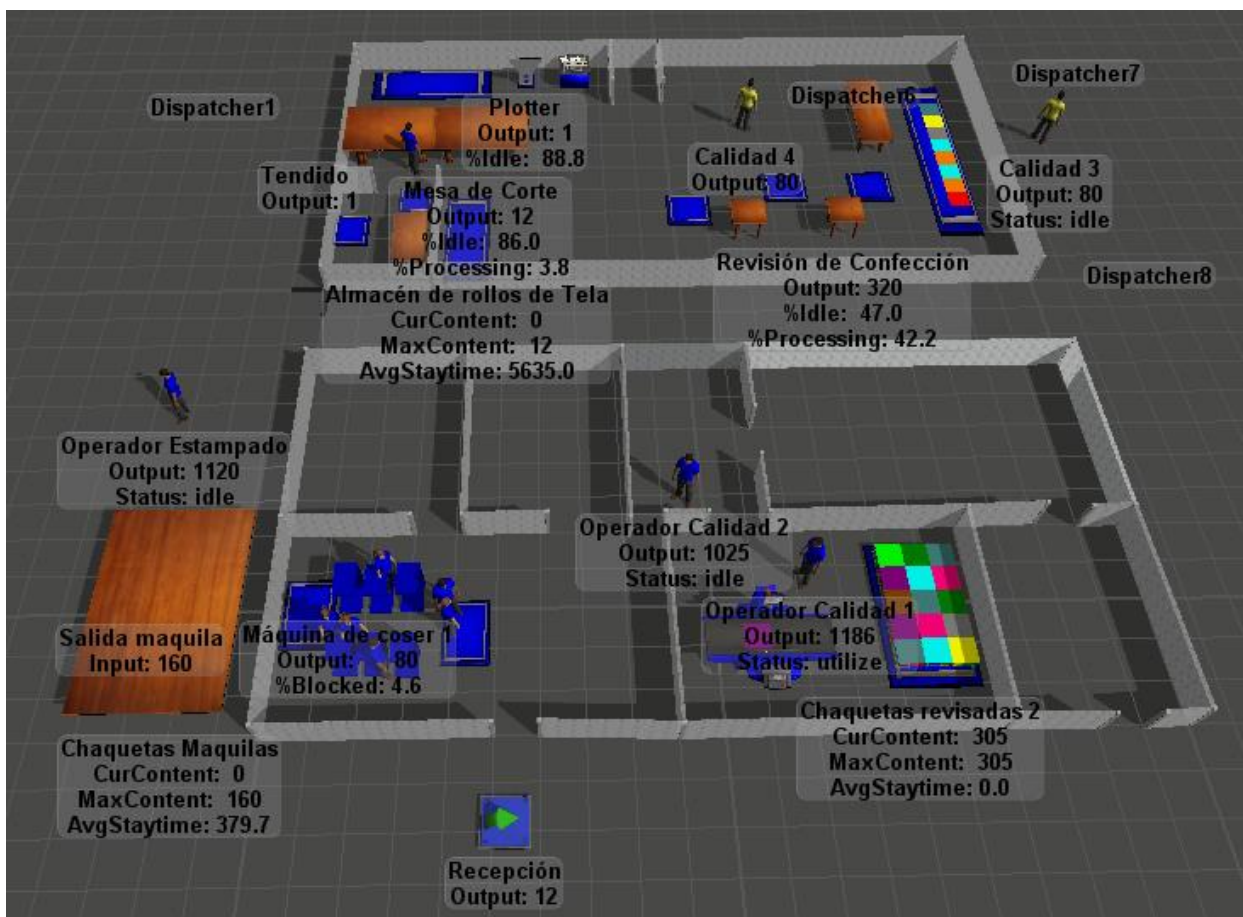 Dispatcher7
Dispatcher1
Dispatcher6
Plotter
Output: 1
%Idle: 88.8
Calidad 4
Output: 80
Calidad 3
Output: 80
Status: idle
Tendido
Output: 1
Mesa de Corte
Output: 12
%Idle: 86.0
%Processing: 3.8
Revisión de Confección
Output: 320
%Idle: 47.0
%Processing: 42.2
Dispatcher8
Almacén de rollos de Tela
CurContent: 0
MaxContent: 12
AvgStaytime: 5635.0
Operador Estampado
Output: 1120
Status: idle
Operador Calidad 2
Output: 1025
Status: idle
Operador Calidad 1
Output: 1186
Status: utilize
Salida maquila
Input: 160
Máquina de coser 1
Output: 80
%Blocked: 4.6
Chaquetas revisadas 2
CurContent: 305
MaxContent: 305
AvgStaytime: 0.0
Chaquetas Maquilas
CurContent: 0
MaxContent: 160
AvgStaytime: 379.7
Recepción
Output: 12